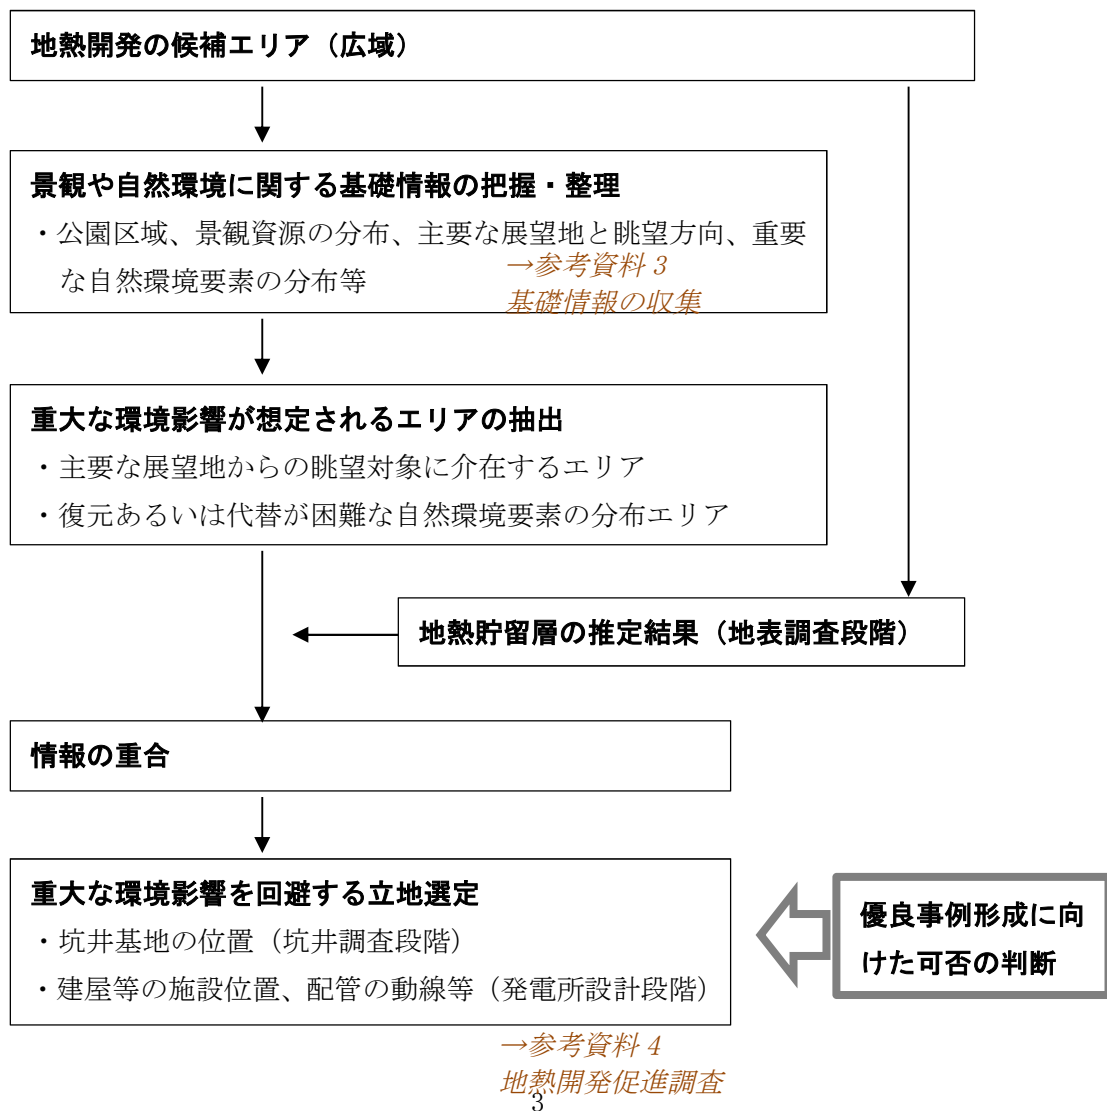 地熱開発の候補エリア（広域）
景観や自然環境に関する基礎情報の把握・整理
・公園区域、景観資源の分布、主要な展望地と眺望方向、重要
な自然環境要素の分布等
→参考資料 3
基礎情報の収集
重大な環境影響が想定されるエリアの抽出
・主要な展望地からの眺望対象に介在するエリア
・復元あるいは代替が困難な自然環境要素の分布エリア
地熱貯留層の推定結果（地表調査段階）
情報の重合
重大な環境影響を回避する立地選定
・坑井基地の位置（坑井調査段階）
・建屋等の施設位置、配管の動線等（発電所設計段階）
優良事例形成に向
けた可否の判断
→参考資料 4
地熱開発促進調査
3